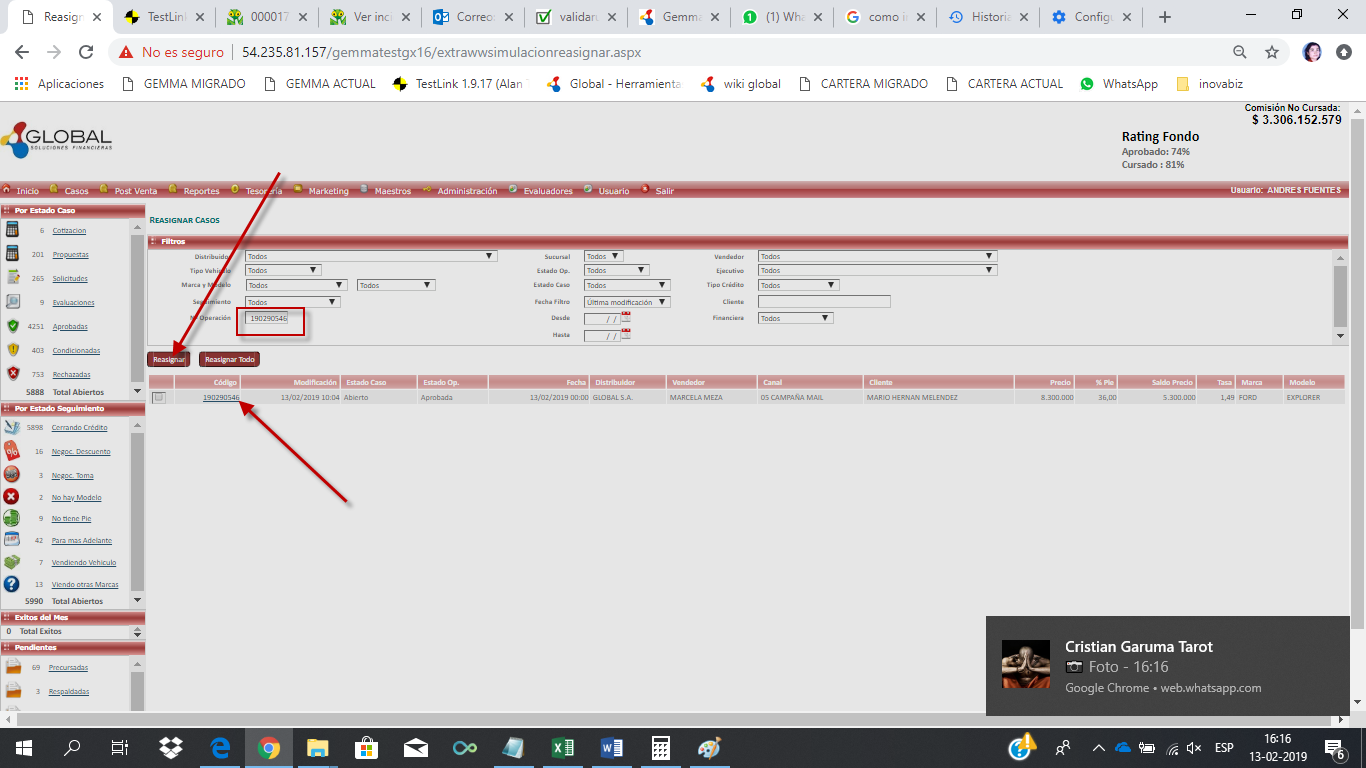 Reasign
TestLink
000017
Ver inci
Correo
validaru
Gemma
(1) Wha
como in
Historia
Configu
No es seguro
54.235.81.157/gemmatestgx16/extrawwsimulacionreasignar.aspx
Aplicaciones
GEMMA MIGRADO
GEMMA ACTUAL
TestLink 1.9.17 (Alan
Global - Herramienta
wiki global
CARTERA MIGRADO
CARTERA ACTUAL
WhatsApp
inovabiz
GLOBAL
SOLUCIONES FINANCIERAS
Comisión No Cursada:
$ 3.306.152.579
Rating Fondo
Aprobado: 74%
Cursado : 81%
Inicio Casos Post Venta Reportes Tesorería Marketing Maestros Administración Evaluadores Usuario Salir
Usuario: ANDRES FUENTES
Por Estado Caso
6 Cotizacion
201 Propuestas
265 Solicitudes
9 Evaluaciones
4251 Aprobadas
403 Condicionadas
753 Rechazadas
5888 Total Abiertos
Por Estado Seguimiento
5898 Cerrando Crédito
16 Negoc. Descuento
3 Negoc. Toma
2 No hay Modelo
9 No tiene Pie
42 Para mas Adelante
7 Vendiendo Vehiculo
13 Viendo otras Marcas
5990 Total Abiertos
Exitos del Mes
0 Total Exitos
Pendientes
69 Precursadas
3 Respaldadas
REASIGNAR CASOS
Filtros
Distribuidor Todos Sucursal Todos Vendedor Todos
Tipo Vehículo Todos Estado Op. Todos Ejecutivo Todos
Marca y Modelo Todos Todos Estado Caso Todos Tipo Crédito Todos
Seguimiento Todos Fecha Filtro Última modificación Cliente
N° Operación 190290546 Desde / / Financiera Todos
Hasta / /
Reasignar Reasignar Todo
Código Modificación Estado Caso Estado Op. Fecha Distribuidor Vendedor Canal Cliente Precio % Pie Saldo Precio Tasa Marca Modelo
190290546 13/02/2019 10:04 Abierto Aprobada 13/02/2019 00:00 GLOBAL S.A. MARCELA MEZA 05 CAMPAÑA MAIL MARIO HERNAN MELENDEZ 8.300.000 36,00 5.300.000 1,49 FORD EXPLORER
Cristian Garuma Tarot
Foto - 16:16
Google Chrome • web.whatsapp.com
ESP
16:16
13-02-2019
6